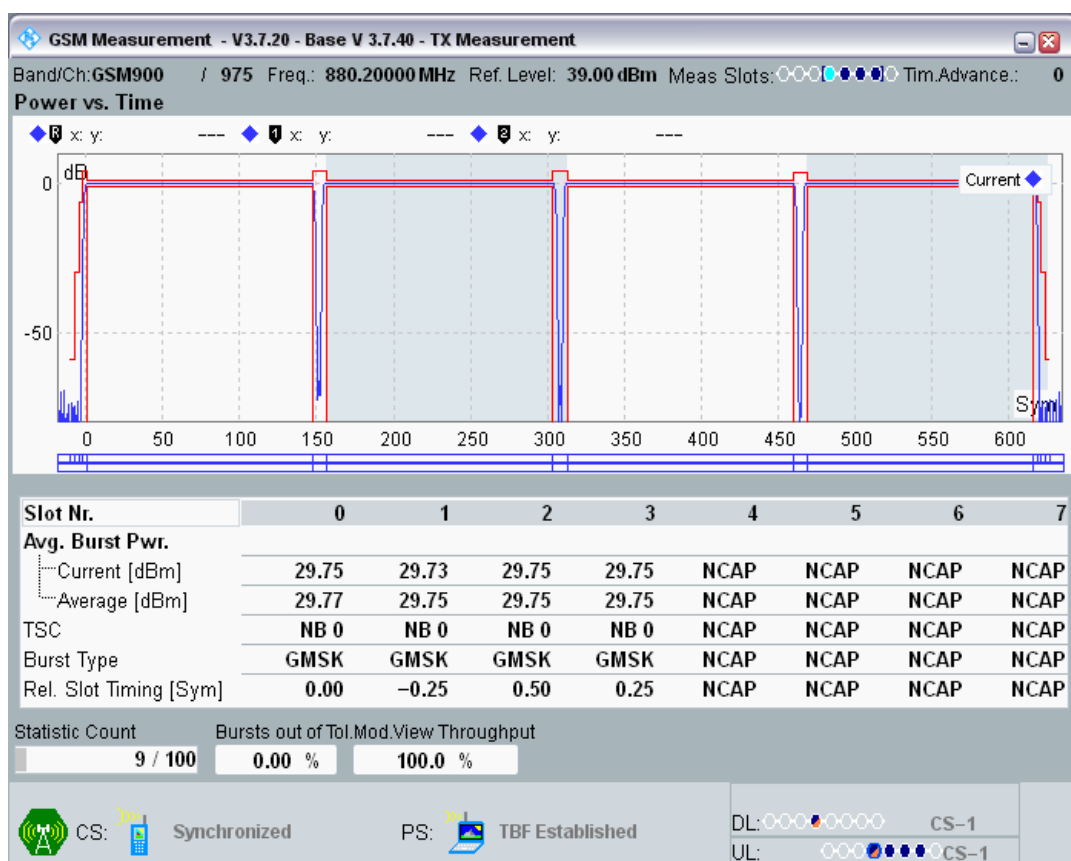 GSM Measurement - V3.7.20 - Base V 3.7.40 - TX Measurement
Band/Ch:GSM900 / 975 Freq.: 880.20000 MHz Ref. Level: 39.00 dBm Meas Slots: Tim.Advance.: 0
Power vs. Time
R x: y: --- 1 x: y: --- 2 x: y: ---
dB
0
Current
-50
Sym
0 50 100 150 200 250 300 350 400 450 500 550 600
Slot Nr. 0 1 2 3 4 5 6 7
Avg. Burst Pwr.
Current [dBm] 29.75 29.73 29.75 29.75 NCAP NCAP NCAP NCAP
Average [dBm] 29.77 29.75 29.75 29.75 NCAP NCAP NCAP NCAP
TSC NB 0 NB 0 NB 0 NB 0 NCAP NCAP NCAP NCAP
Burst Type GMSK GMSK GMSK GMSK NCAP NCAP NCAP NCAP
Rel. Slot Timing [Sym] 0.00 −0.25 0.50 0.25 NCAP NCAP NCAP NCAP
Statistic Count Bursts out of Tol. Mod.View Throughput
9 / 100 0.00 % 100.0 %
CS: Synchronized PS: TBF Established DL: CS−1
UL: CS−1